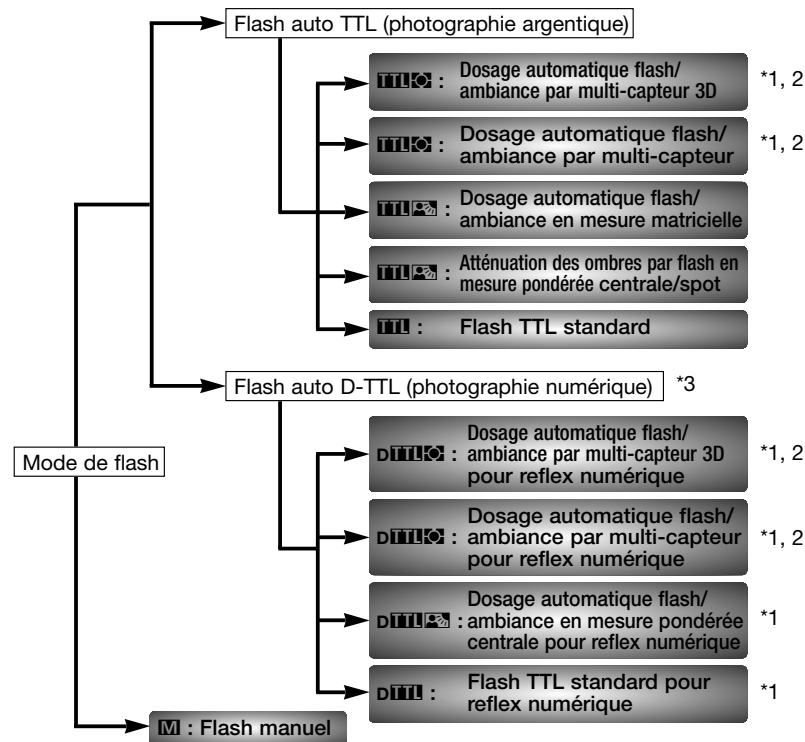 Flash auto TTL (photographie argentique)
TTL : Dosage automatique flash/
ambiance par multi-capteur 3D *1, 2
TTL : Dosage automatique flash/
ambiance par multi-capteur *1, 2
TTL : Dosage automatique flash/
ambiance en mesure matricielle
TTL : Atténuation des ombres par flash en
mesure pondérée centrale/spot
TTL : Flash TTL standard
Flash auto D-TTL (photographie numérique) *3
Mode de flash
DTTL : Dosage automatique flash/
ambiance par multi-capteur 3D
pour reflex numérique *1, 2
DTTL : Dosage automatique flash/
ambiance par multi-capteur
pour reflex numérique *1, 2
DTTL : Dosage automatique flash/
ambiance en mesure pondérée
centrale pour reflex numérique *1
DTTL : Flash TTL standard pour
reflex numérique *1
M : Flash manuel